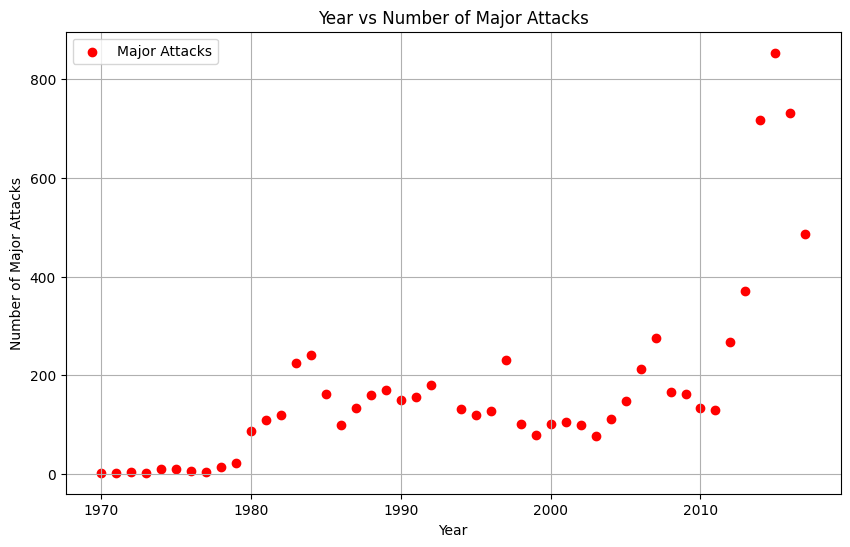 Year vs Number of Major Attacks
Major Attacks
Number of Major Attacks
800
600
400
200
0
1970
1980
1990
2000
2010
Year